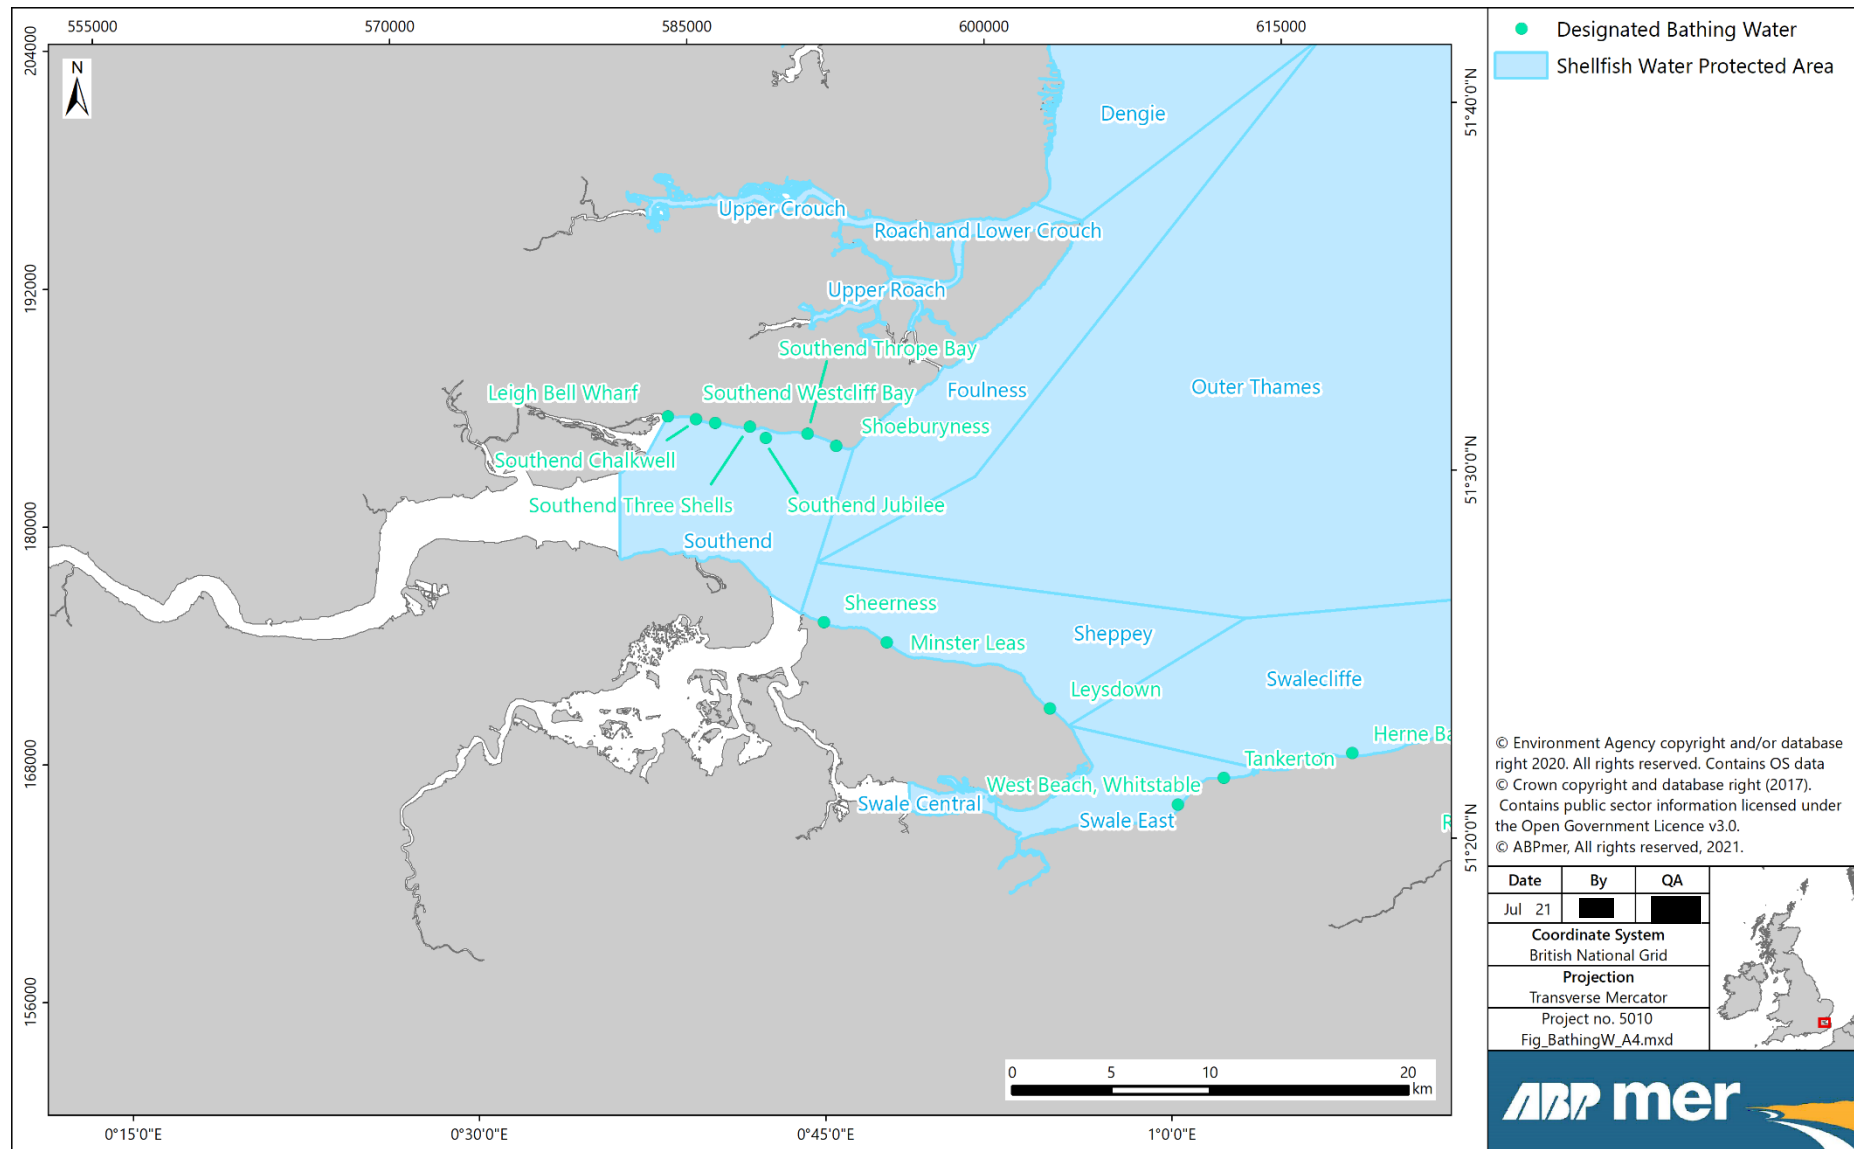 555000
570000
585000
600000
615000
204000
192000
180000
168000
156000
51°40'0"N
51°30'0"N
51°20'0"N
0°15'0"E
0°30'0"E
0°45'0"E
1°0'0"E
N
Dengie
Upper Crouch
Roach and Lower Crouch
Upper Roach
Southend Thrope Bay
Leigh Bell Wharf
Southend Westcliff Bay
Foulness
Outer Thames
Shoeburyness
Southend Chalkwell
Southend Three Shells
Southend Jubilee
Southend
Sheerness
Minster Leas
Sheppey
Leysdown
Swalecliffe
Herne Ba
Tankerton
West Beach, Whitstable
Swale Central
Swale East
R
0 5 10 20
km
Designated Bathing Water
Shellfish Water Protected Area
© Environment Agency copyright and/or database
right 2020. All rights reserved. Contains OS data
© Crown copyright and database right (2017).
Contains public sector information licensed under
the Open Government Licence v3.0.
© ABPmer, All rights reserved, 2021.
Date By QA
Jul 21
Coordinate System
British National Grid
Projection
Transverse Mercator
Project no. 5010
Fig_BathingW_A4.mxd
ABP mer